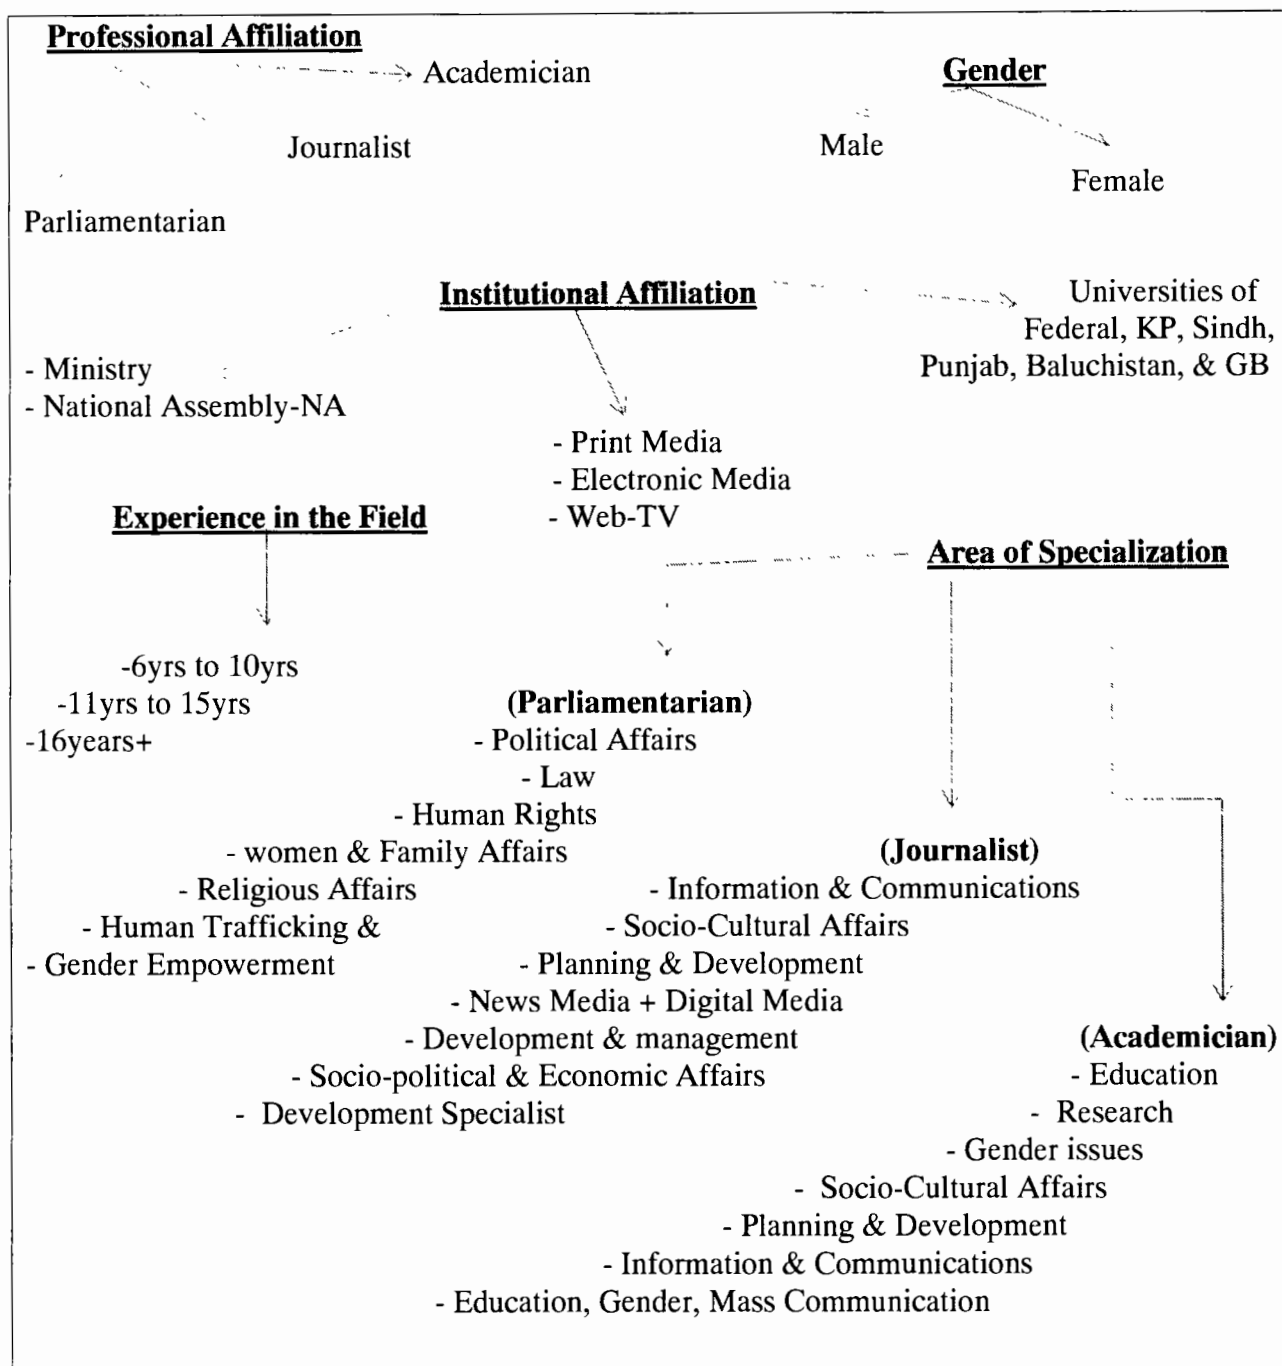 Professional Affiliation
Academician
Journalist
Parliamentarian
Gender
Male
Female
Institutional Affiliation
- Ministry
- National Assembly-NA
- Print Media
- Electronic Media
- Web-TV
Universities of
Federal, KP, Sindh,
Punjab, Baluchistan, & GB
Experience in the Field
-6yrs to 10yrs
-11yrs to 15yrs
-16years+
Area of Specialization
(Parliamentarian)
- Political Affairs
- Law
- Human Rights
- women & Family Affairs
- Religious Affairs
- Human Trafficking &
- Gender Empowerment
(Journalist)
- Information & Communications
- Socio-Cultural Affairs
- Planning & Development
- News Media + Digital Media
- Development & management
- Socio-political & Economic Affairs
- Development Specialist
(Academician)
- Education
- Research
- Gender issues
- Socio-Cultural Affairs
- Planning & Development
- Information & Communications
- Education, Gender, Mass Communication